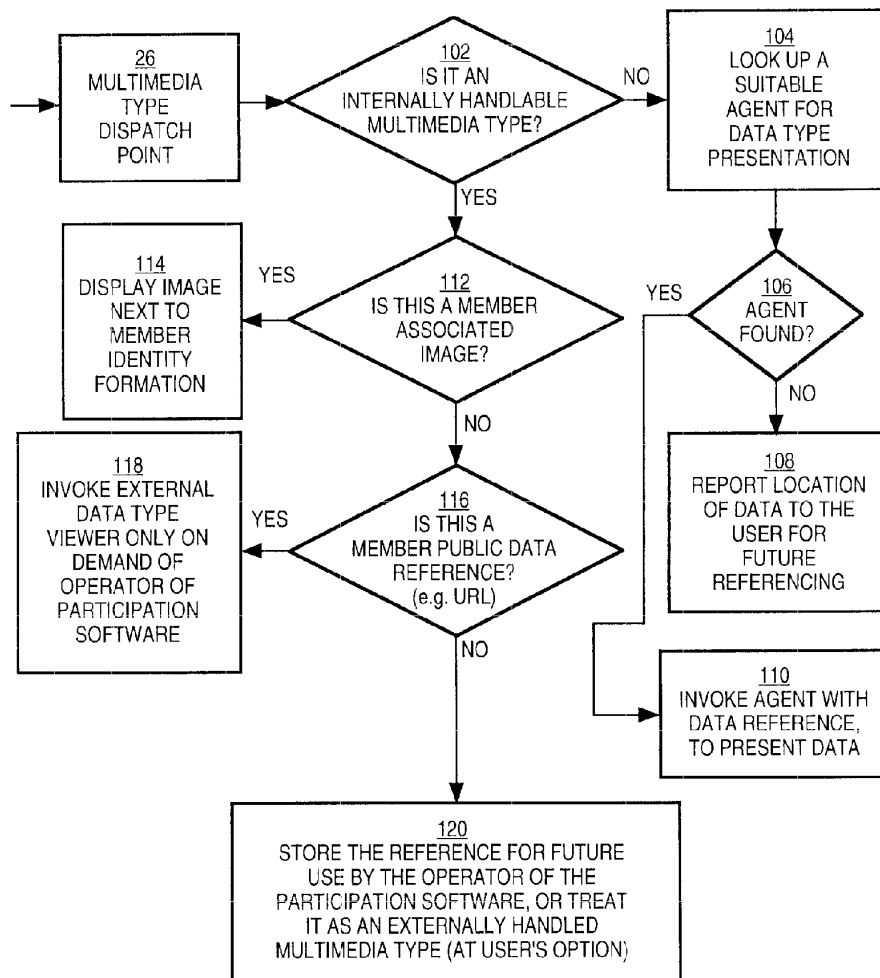 26
MULTIMEDIA
TYPE
DISPATCH
POINT
102
IS IT AN
INTERNALLY HANDLABLE
MULTIMEDIA TYPE?
NO
104
LOOK UP A
SUITABLE
AGENT FOR
DATA TYPE
PRESENTATION
YES
114
DISPLAY IMAGE
NEXT TO
MEMBER
IDENTITY
FORMATION
YES
112
IS THIS A MEMBER
ASSOCIATED
IMAGE?
YES
106
AGENT
FOUND?
NO
NO
118
INVOKE EXTERNAL
DATA TYPE
VIEWER ONLY ON
DEMAND OF
OPERATOR OF
PARTICIPATION
SOFTWARE
YES
116
IS THIS A
MEMBER PUBLIC DATA
REFERENCE?
(e.g. URL)
108
REPORT LOCATION
OF DATA TO THE
USER FOR
FUTURE
REFERENCING
NO
110
INVOKE AGENT WITH
DATA REFERENCE,
TO PRESENT DATA
120
STORE THE REFERENCE FOR FUTURE
USE BY THE OPERATOR OF THE
PARTICIPATION SOFTWARE, OR TREAT
IT AS AN EXTERNALLY HANDLED
MULTIMEDIA TYPE (AT USER'S OPTION)